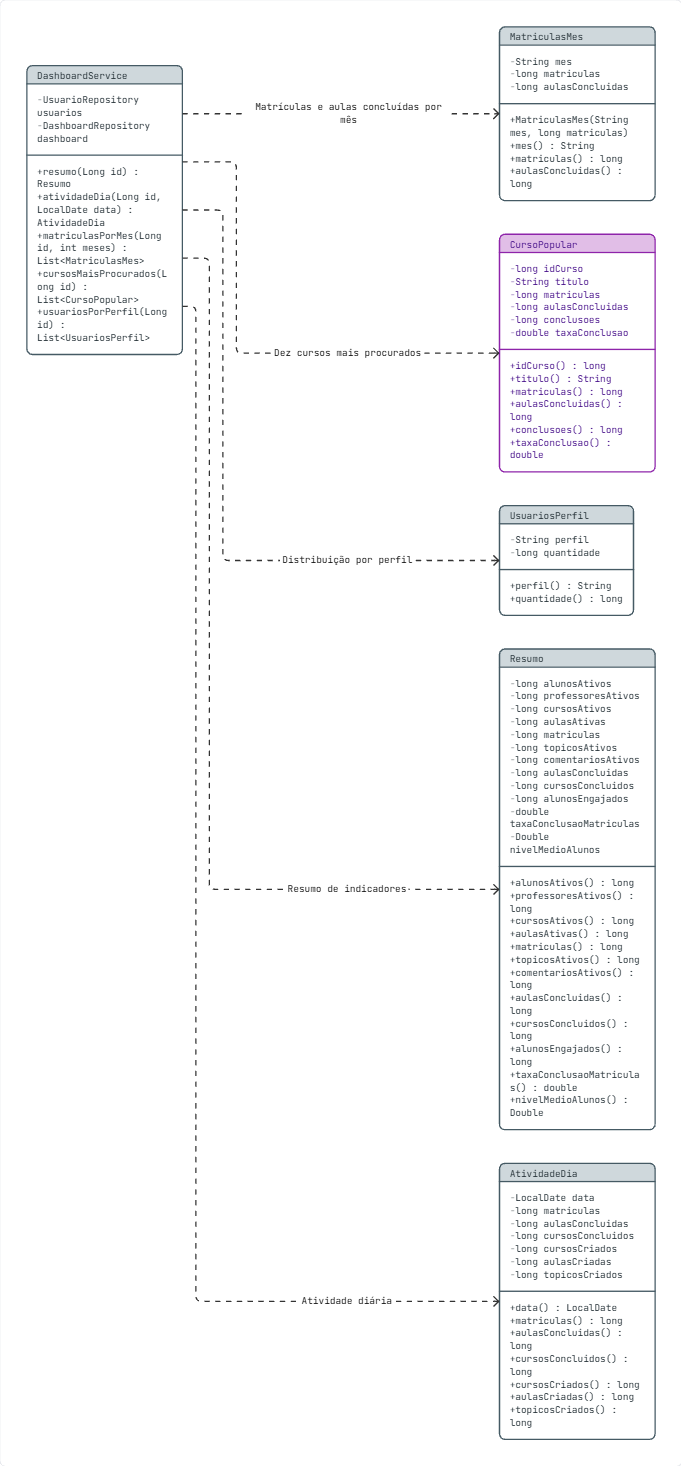 DashboardService
-UsuarioRepository
usuarios
-DashboardRepository
dashboard
+resumo(Long id) :
Resumo
+atividadeDia(Long id,
LocalDate data) :
AtividadeDia
+matriculasPorMes(Long
id, int meses) :
List<MatriculasMes>
+cursosMaisProcurados(L
ong id) :
List<CursoPopular>
+usuariosPorPerfil(Long
id) :
List<UsuariosPerfil>
Matrículas e aulas concluídas por
mês
Dez cursos mais procurados
Distribuição por perfil
Resumo de indicadores
Atividade diária
MatriculasMes
-String mes
-long matriculas
-long aulasConcluidas
+MatriculasMes(String
mes, long matriculas)
+mes() : String
+matriculas() : long
+aulasConcluidas() :
long
CursoPopular
-long idCurso
-String titulo
-long matriculas
-long aulasConcluidas
-long conclusoes
-double taxaConclusao
+idCurso() : long
+titulo() : String
+matriculas() : long
+aulasConcluidas() :
long
+conclusoes() : long
+taxaConclusao() :
double
UsuariosPerfil
-String perfil
-long quantidade
+perfil() : String
+quantidade() : long
Resumo
-long alunosAtivos
-long professoresAtivos
-long cursosAtivos
-long aulasAtivas
-long matriculas
-long topicosAtivos
-long comentariosAtivos
-long aulasConcluidas
-long cursosConcluidos
-long alunosEngajados
-double
taxaConclusaoMatriculas
-Double
nivelMedioAlunos
+alunosAtivos() : long
+professoresAtivos() :
long
+cursosAtivos() : long
+aulasAtivas() : long
+matriculas() : long
+topicosAtivos() : long
+comentariosAtivos() :
long
+aulasConcluidas() :
long
+cursosConcluidos() :
long
+alunosEngajados() :
long
+taxaConclusaoMatricula
s() : double
+nivelMedioAlunos() :
Double
AtividadeDia
-LocalDate data
-long matriculas
-long aulasConcluidas
-long cursosConcluidos
-long cursosCriados
-long aulasCriadas
-long topicosCriados
+data() : LocalDate
+matriculas() : long
+aulasConcluidas() :
long
+cursosConcluidos() :
long
+cursosCriados() : long
+aulasCriadas() : long
+topicosCriados() :
long